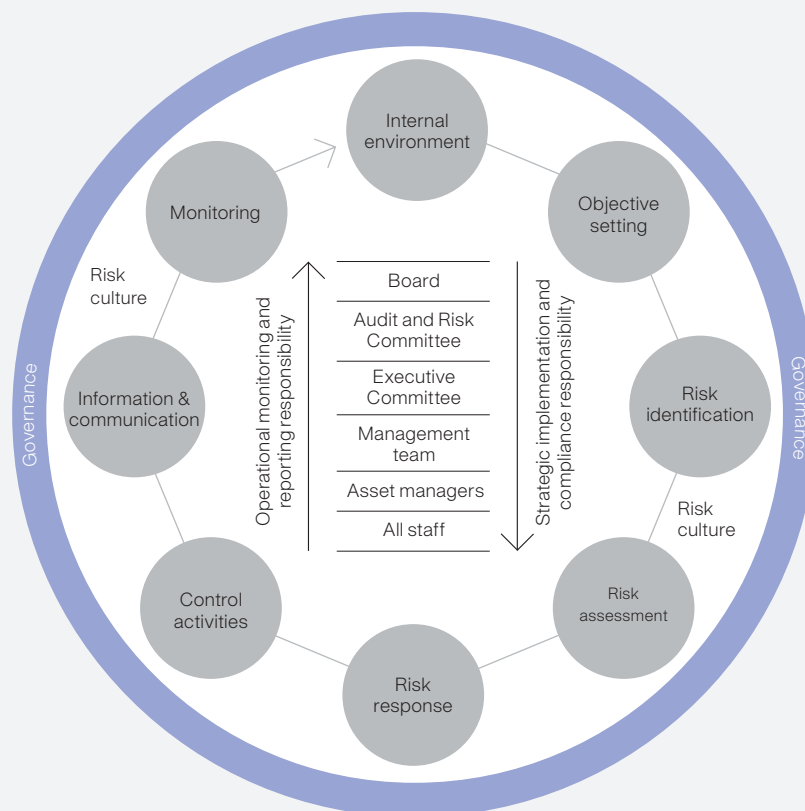 Internal
environment
Monitoring
Objective
setting
Risk
culture
Board
Audit and Risk
Committee
Executive
Committee
Management
team
Asset managers
All staff
Operational monitoring and
reporting responsibility
Strategic implementation and
compliance responsibility
Governance
Governance
Information &
communication
Risk
identification
Risk
culture
Control
activities
Risk
assessment
Risk
response